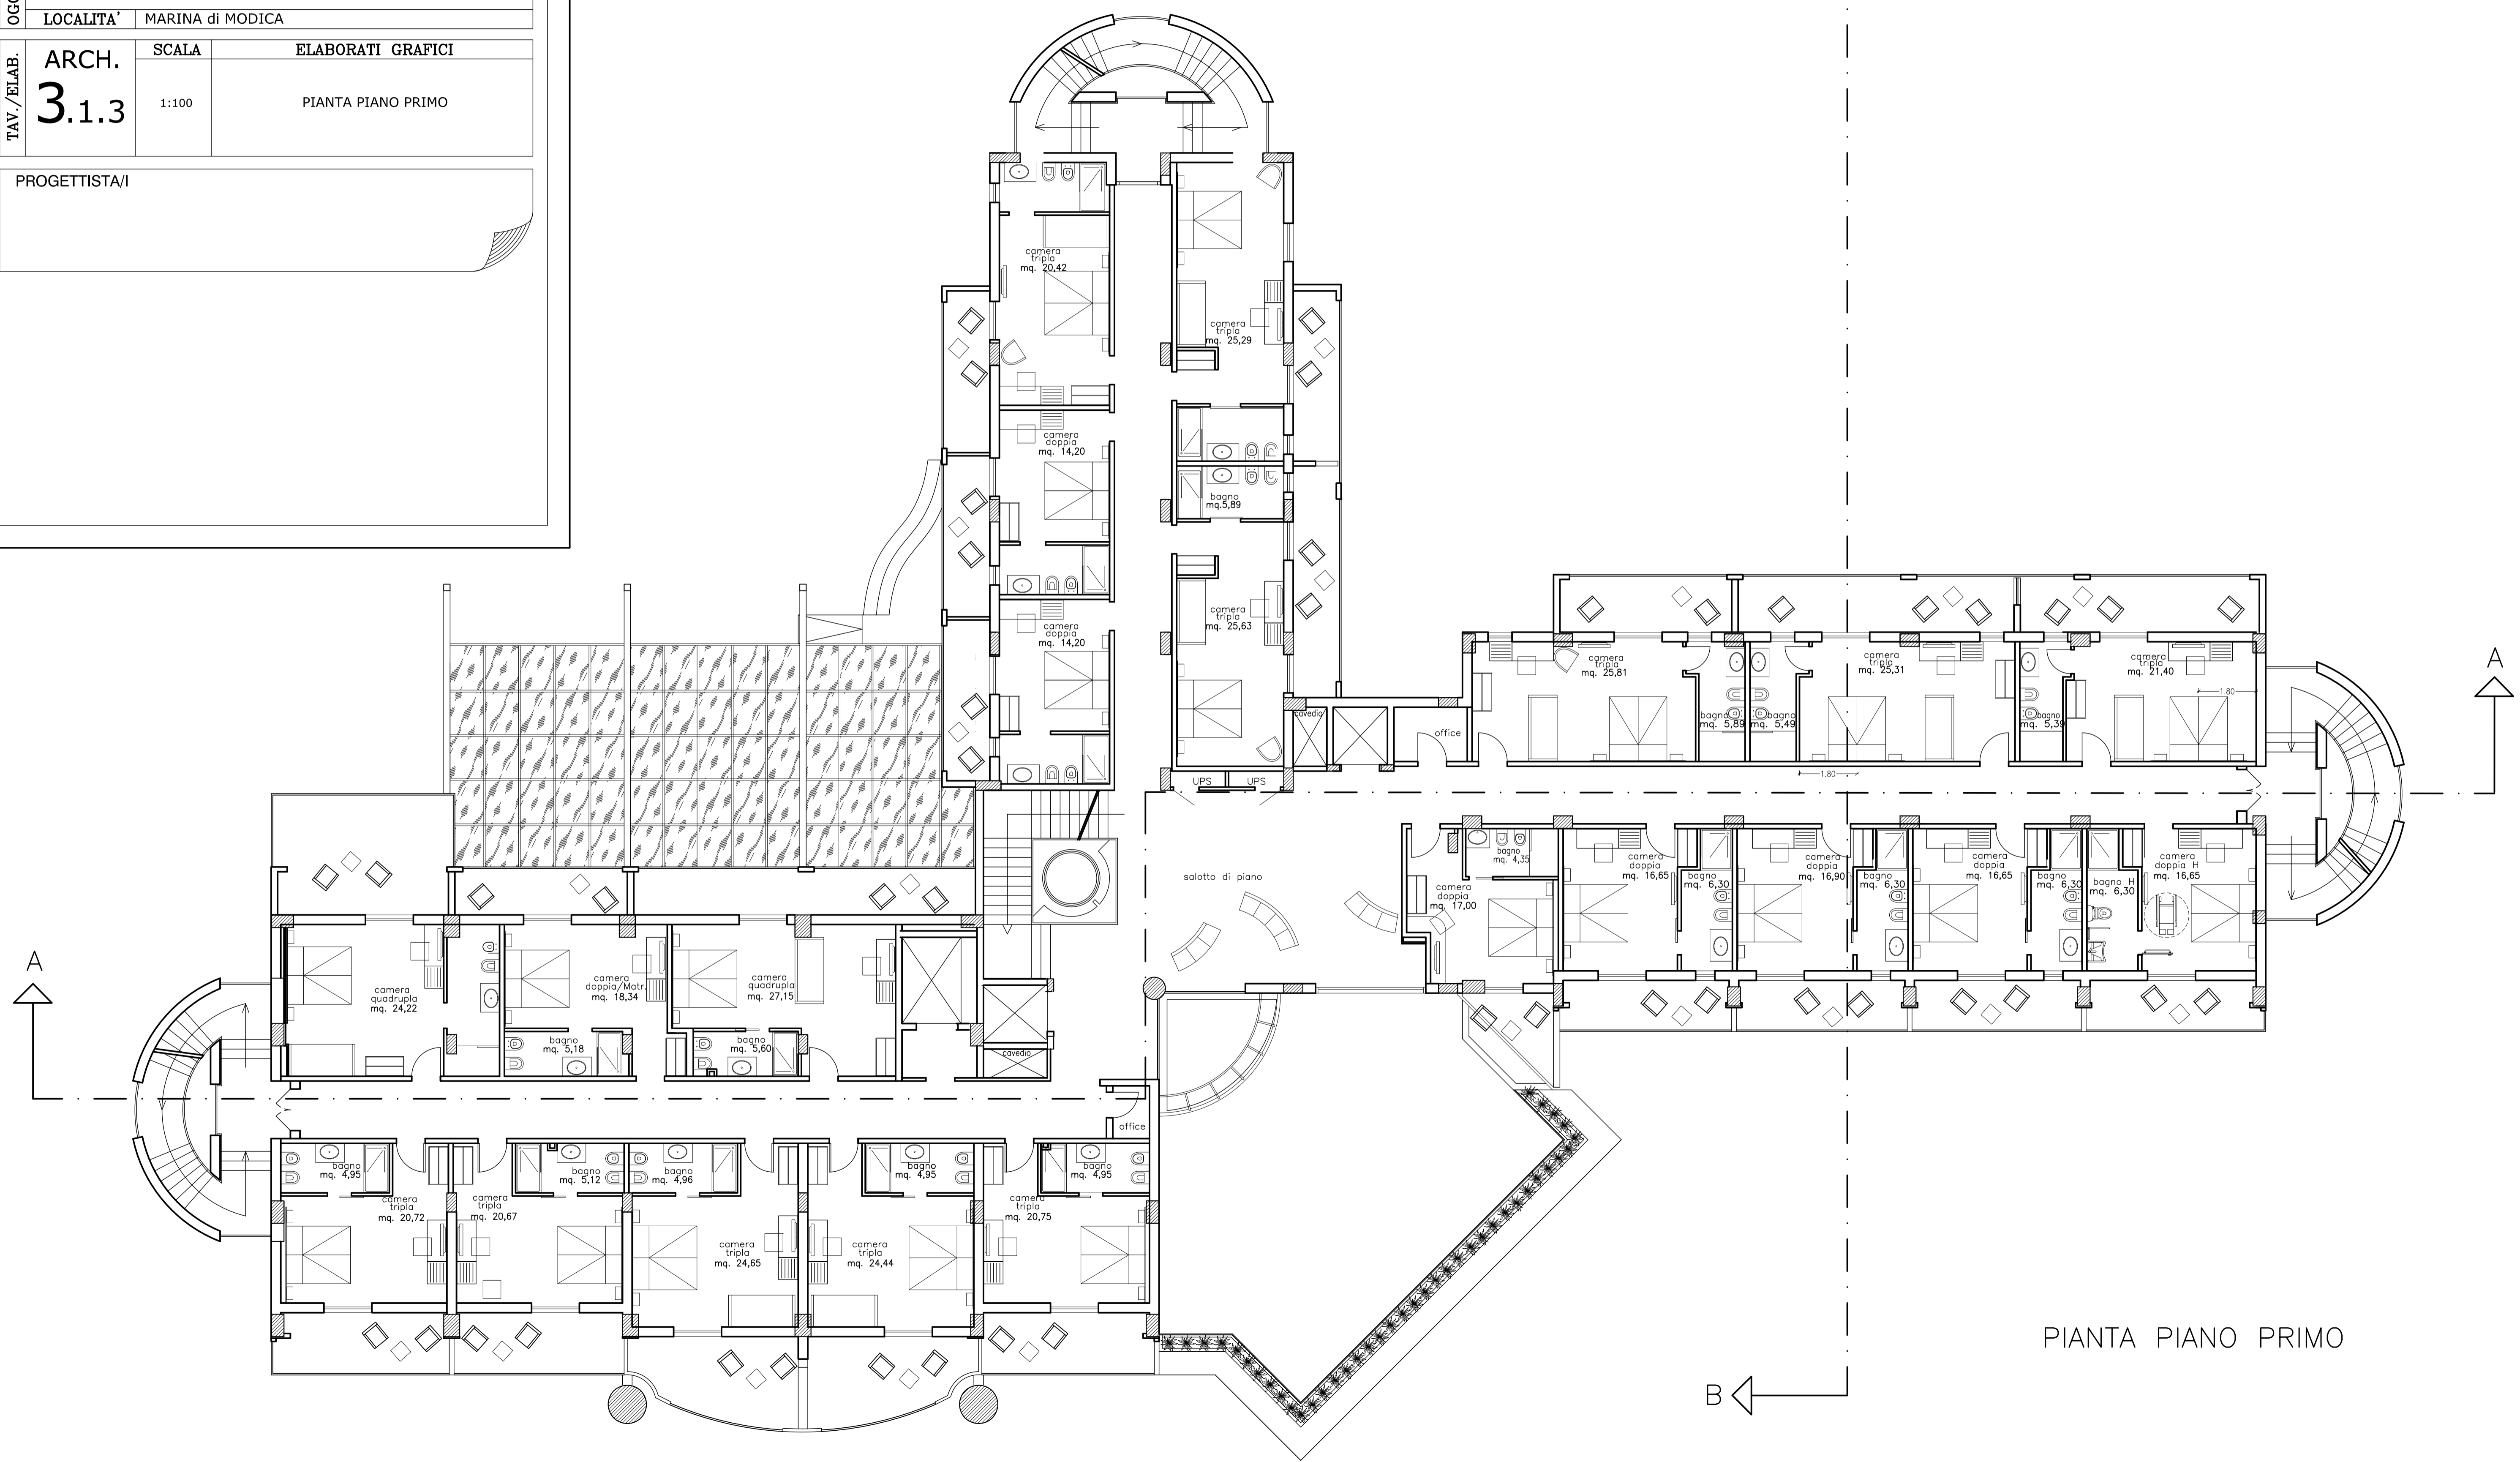 OGG
LOCALITA' MARINA di MODICA
TAV./ELAB.
ARCH.
3.1.3
SCALA
1:100
ELABORATI GRAFICI
PIANTA PIANO PRIMO
PROGETTISTA/I
camera
tripla
mq. 20,42
camera
tripla
mq. 25,29
camera
doppia
mq. 14,20
bagno
mq.5,89
camera
doppia
mq. 14,20
camera
tripla
mq. 25,63
cavedio
office
UPS
UPS
camera
tripla
mq. 25,81
bagno
mq. 5,89
bagno
mq. 5,49
camera
tripla
mq. 25,31
bagno
mq. 5,39
camera
tripla
mq. 21,40
1.80
1.80
A
salotto di piano
bagno
mq. 4,35
camera
doppia
mq. 17,00
camera
doppia
mq. 16,65
bagno
mq. 6,30
camera
doppia
mq. 16,90
bagno
mq. 6,30
camera
doppia
mq. 16,65
bagno
mq. 6,30
bagno H
mq. 6,30
camera
doppia H
mq. 16,65
A
camera
quadrupla
mq. 24,22
camera
doppia/Matr.
mq. 18,34
camera
quadrupla
mq. 27,15
bagno
mq. 5,18
bagno
mq. 5,60
cavedio
office
bagno
mq. 4,95
bagno
mq. 5,12
bagno
mq. 4,96
bagno
mq. 4,95
bagno
mq. 4,95
camera
tripla
mq. 20,72
camera
tripla
mq. 20,67
camera
tripla
mq. 24,65
camera
tripla
mq. 24,44
camera
tripla
mq. 20,75
PIANTA PIANO PRIMO
B